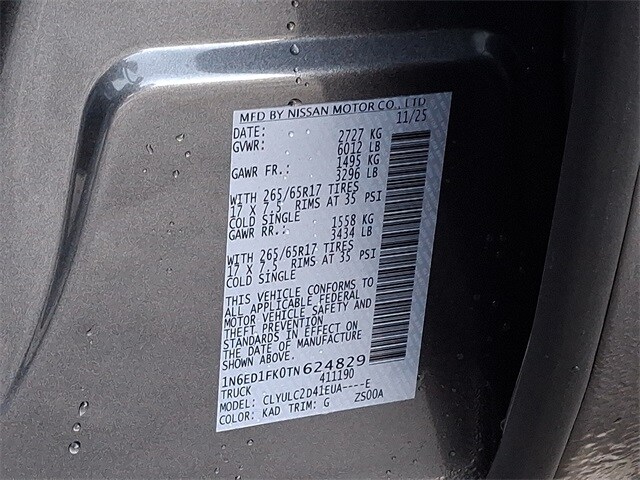 MFD BY NISSAN MOTOR CO., LTD
DATE: 11/25
GVWR: 2727 KG
6012 LB
GAWR FR.: 1495 KG
3296 LB
WITH 265/65R17 TIRES
17 X 7.5 RIMS AT 35 PSI
COLD SINGLE
GAWR RR.: 1558 KG
3434 LB
WITH 265/65R17 TIRES
17 X 7.5 RIMS AT 35 PSI
COLD SINGLE
THIS VEHICLE CONFORMS TO
ALL APPLICABLE FEDERAL
MOTOR VEHICLE SAFETY AND
THEFT PREVENTION
STANDARDS IN EFFECT ON
THE DATE OF MANUFACTURE
SHOWN ABOVE.
1N6ED1FK0TN624829
TRUCK 411190
MODEL: CLYULC2D41EUA----E
COLOR: KAD TRIM: G ZS00A